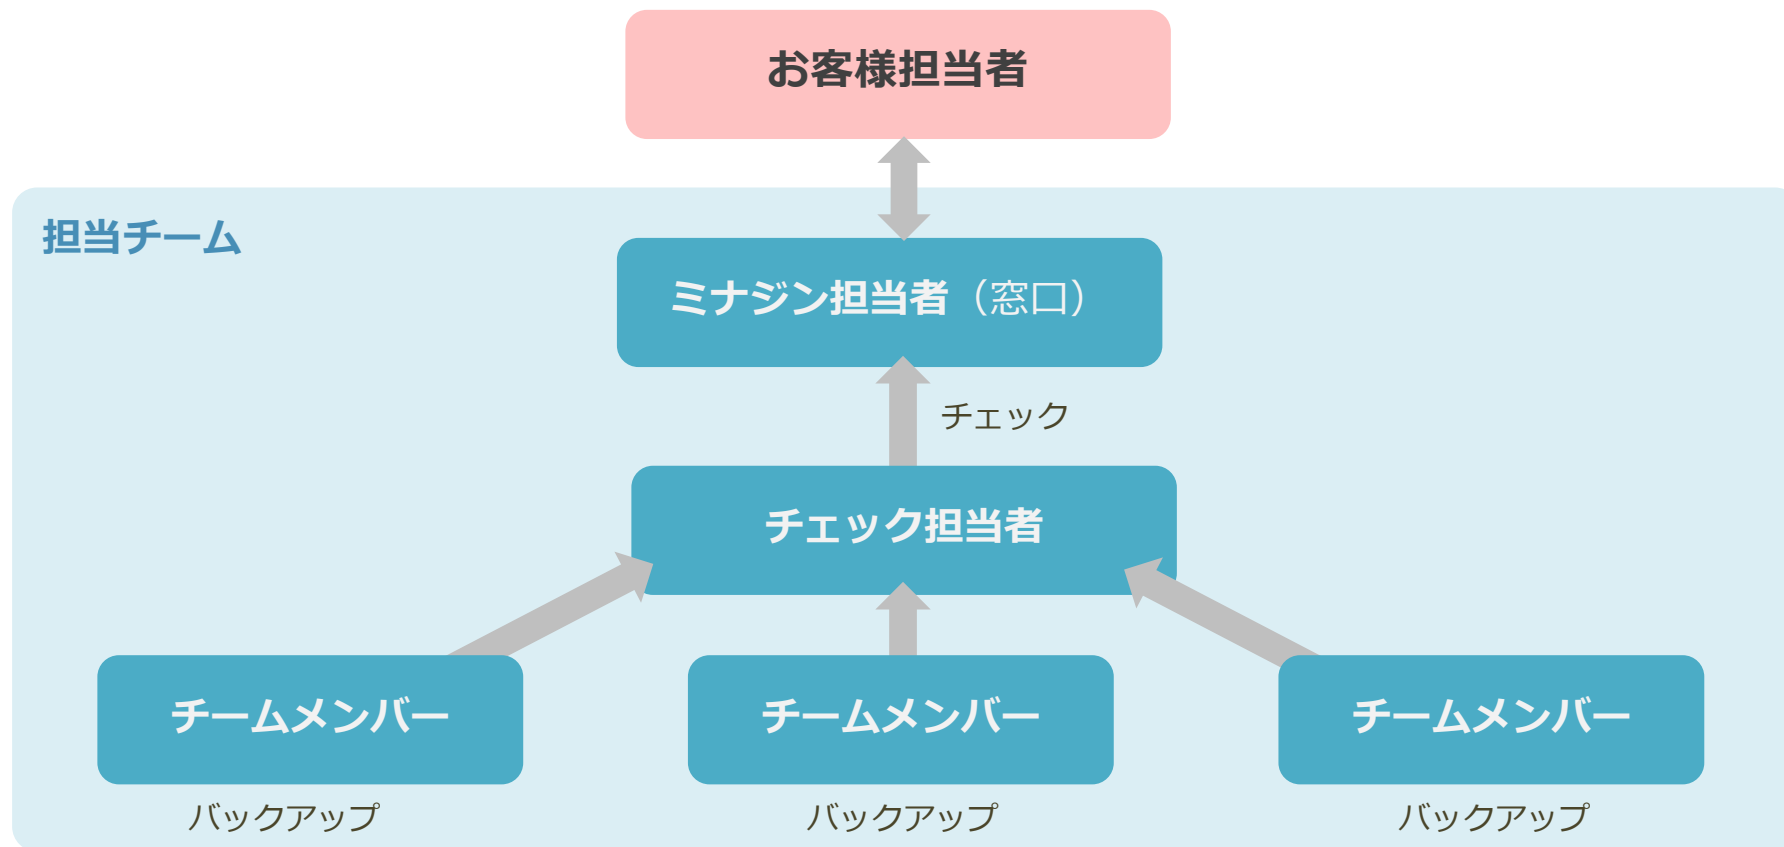 お客様担当者
担当チーム
ミナジン担当者（窓口）
チェック
チェック担当者
チームメンバー
チームメンバー
チームメンバー
バックアップ
バックアップ
バックアップ